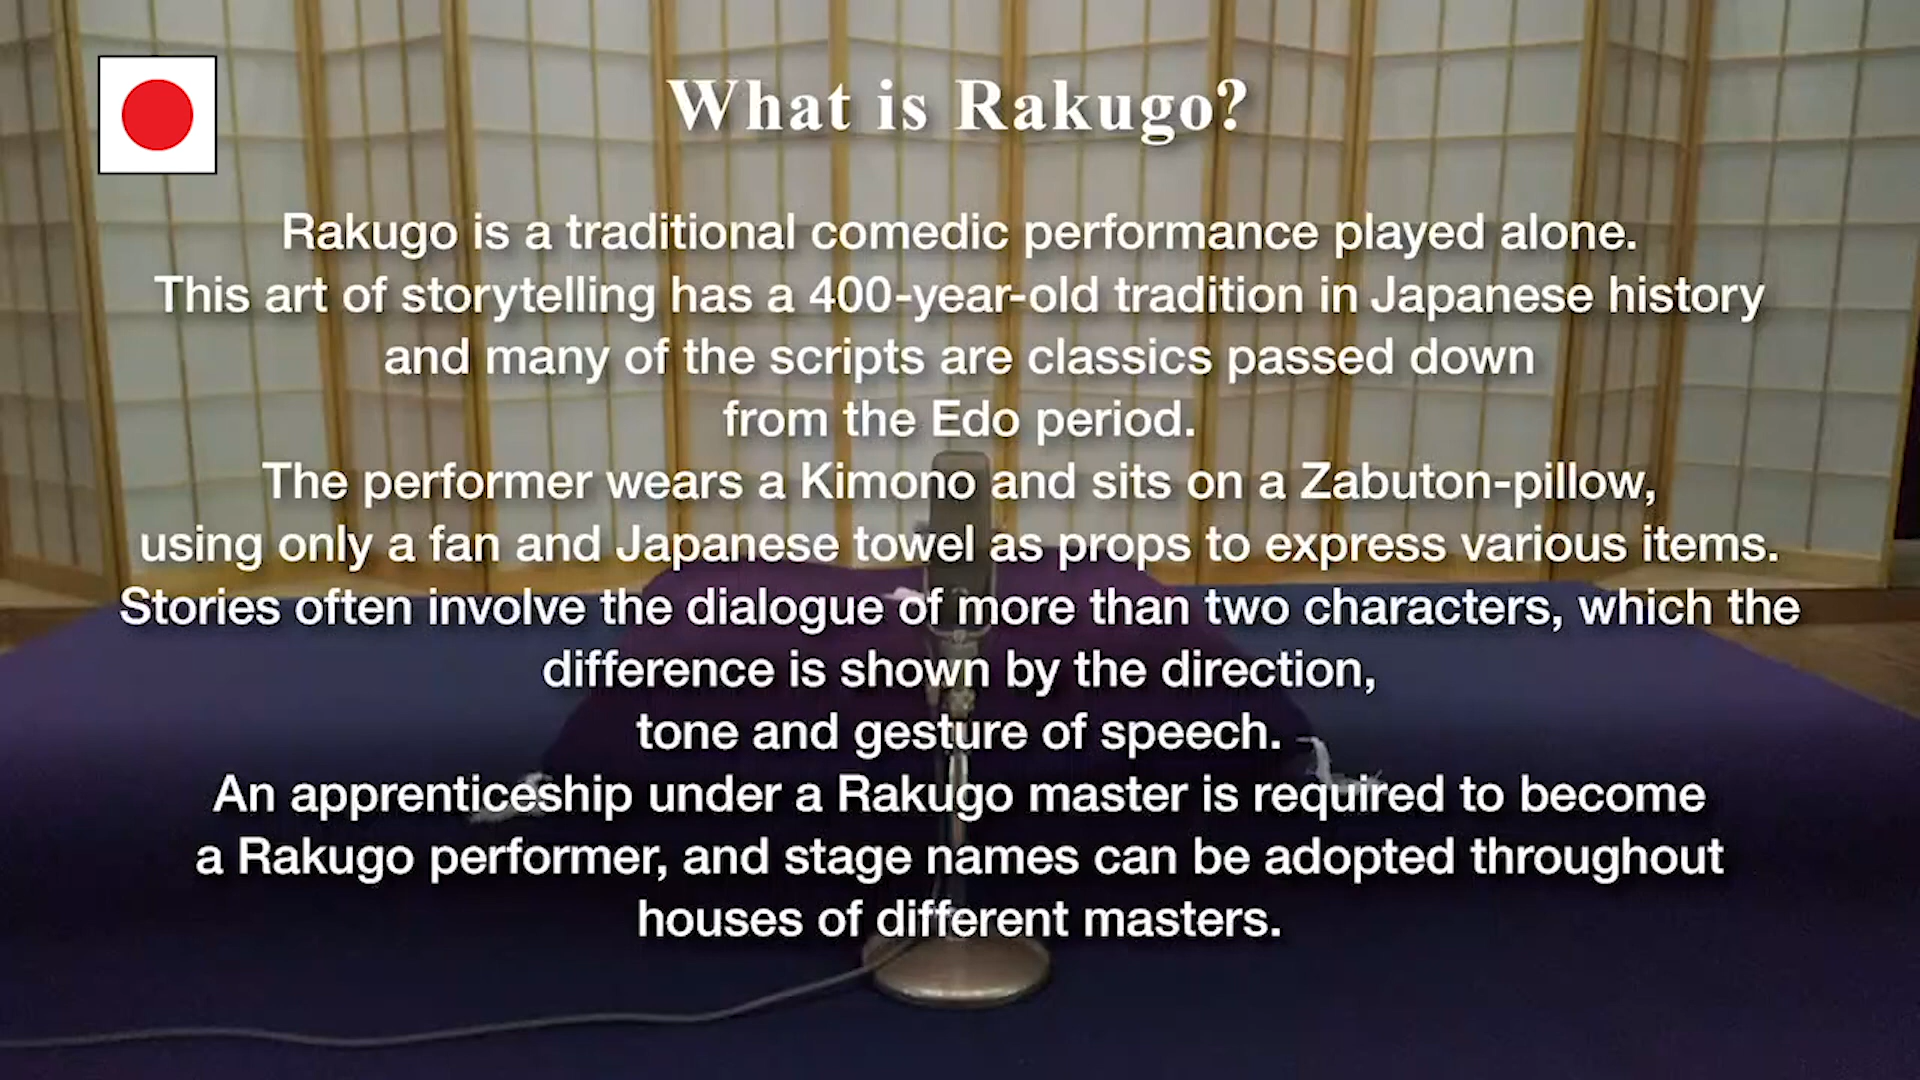 What is Rakugo?
Rakugo is a traditional comedic performance played alone.
This art of storytelling has a 400-year-old tradition in Japanese history
and many of the scripts are classics passed down
from the Edo period.
The performer wears a Kimono and sits on a Zabuton-pillow,
using only a fan and Japanese towel as props to express various items.
Stories often involve the dialogue of more than two characters, which the
difference is shown by the direction,
tone and gesture of speech.
An apprenticeship under a Rakugo master is required to become
a Rakugo performer, and stage names can be adopted throughout
houses of different masters.